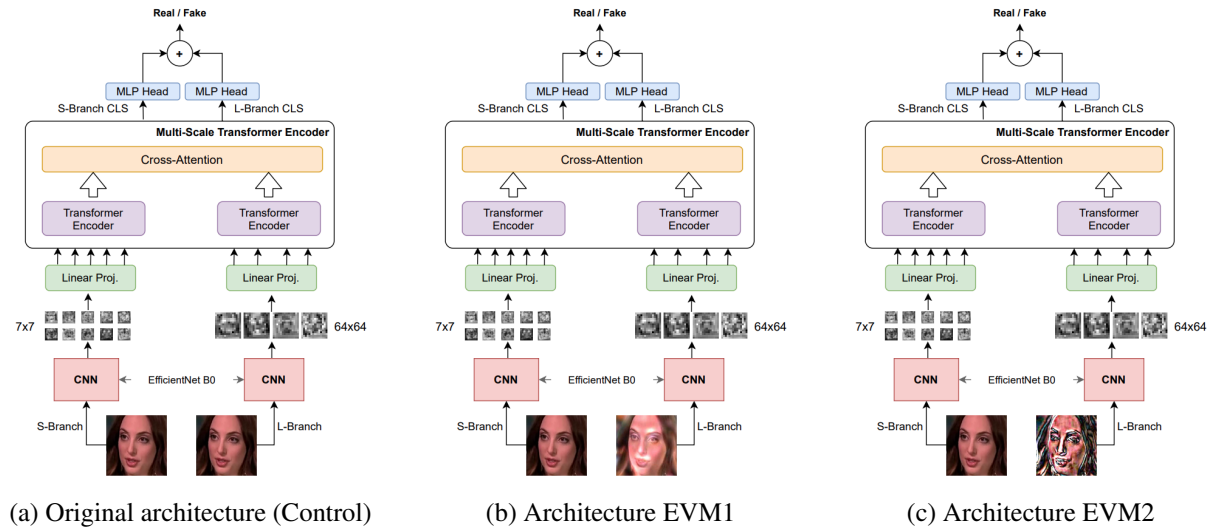 Real / Fake
+
MLP Head
MLP Head
S-Branch CLS
L-Branch CLS
Multi-Scale Transformer Encoder
Cross-Attention
Transformer
Encoder
Transformer
Encoder
Linear Proj.
Linear Proj.
7x7
64x64
CNN
EfficientNet B0
CNN
S-Branch
L-Branch
(a) Original architecture (Control)
Real / Fake
+
MLP Head
MLP Head
S-Branch CLS
L-Branch CLS
Multi-Scale Transformer Encoder
Cross-Attention
Transformer
Encoder
Transformer
Encoder
Linear Proj.
Linear Proj.
7x7
64x64
CNN
EfficientNet B0
CNN
S-Branch
L-Branch
(b) Architecture EVM1
Real / Fake
+
MLP Head
MLP Head
S-Branch CLS
L-Branch CLS
Multi-Scale Transformer Encoder
Cross-Attention
Transformer
Encoder
Transformer
Encoder
Linear Proj.
Linear Proj.
7x7
64x64
CNN
EfficientNet B0
CNN
S-Branch
L-Branch
(c) Architecture EVM2